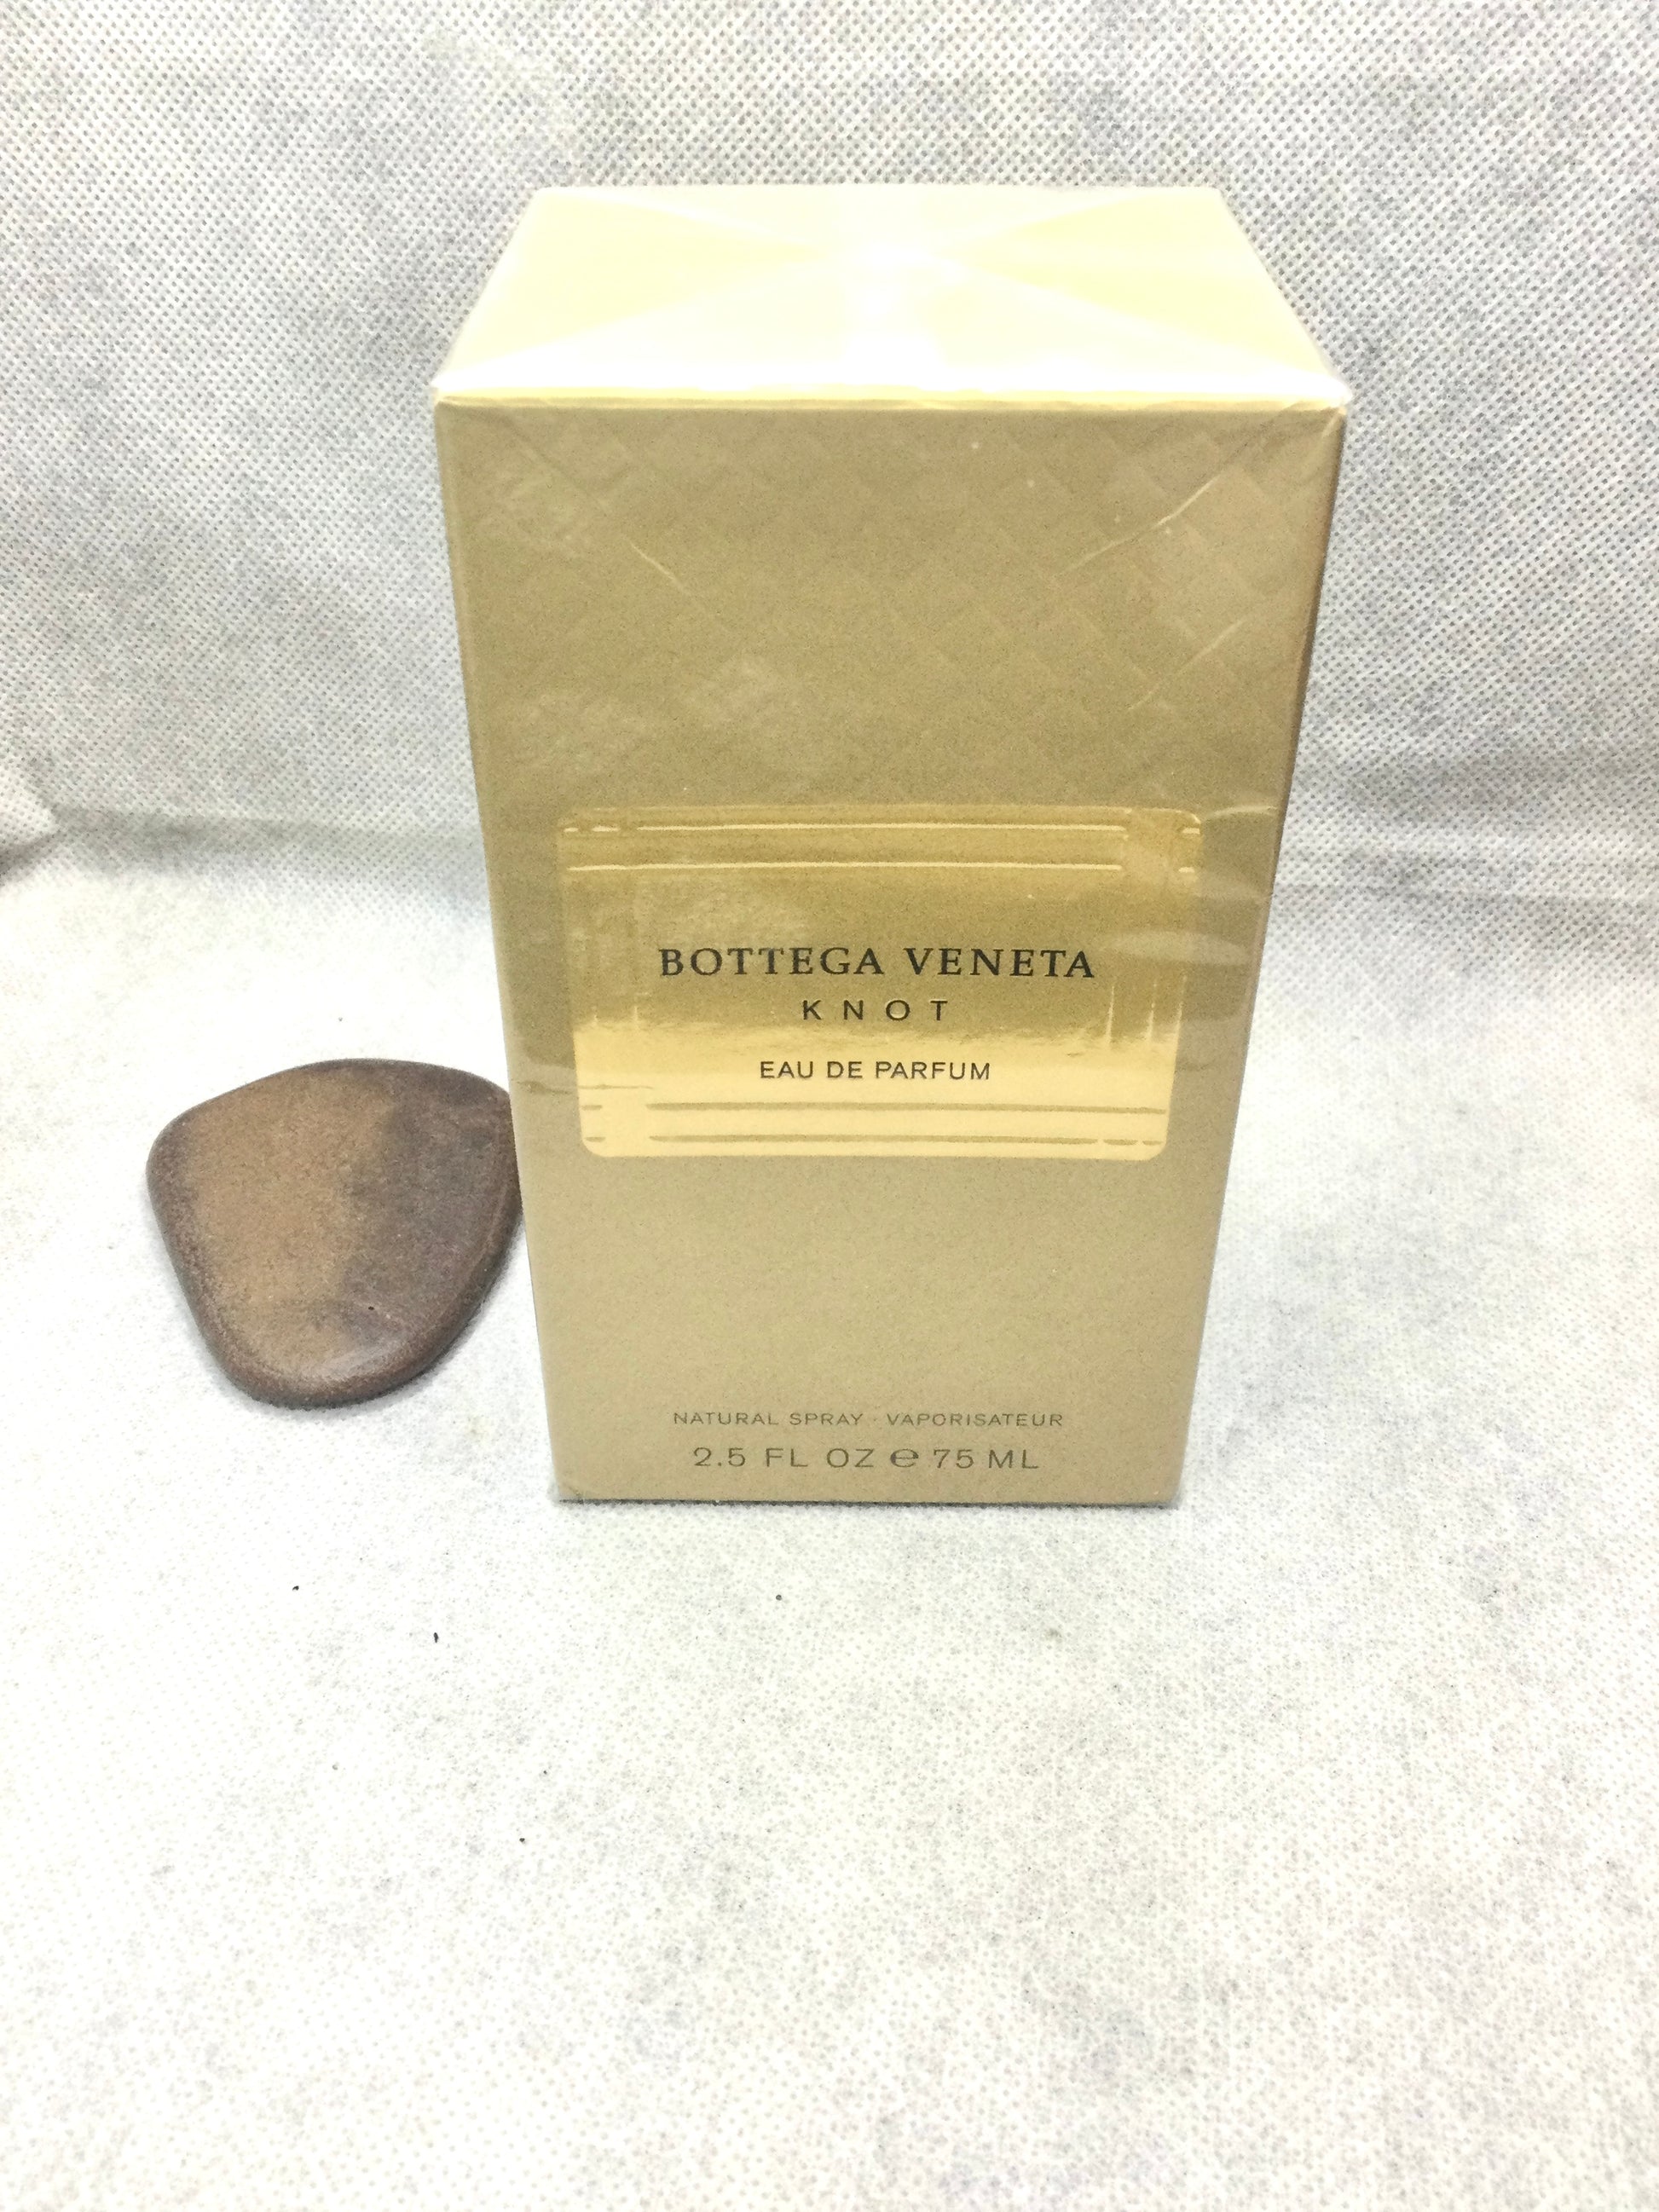 BOTTEGA VENETA
KNOT
EAU DE PARFUM
NATURAL SPRAY · VAPORISATEUR
2.5 FL OZ ℮ 75 ML